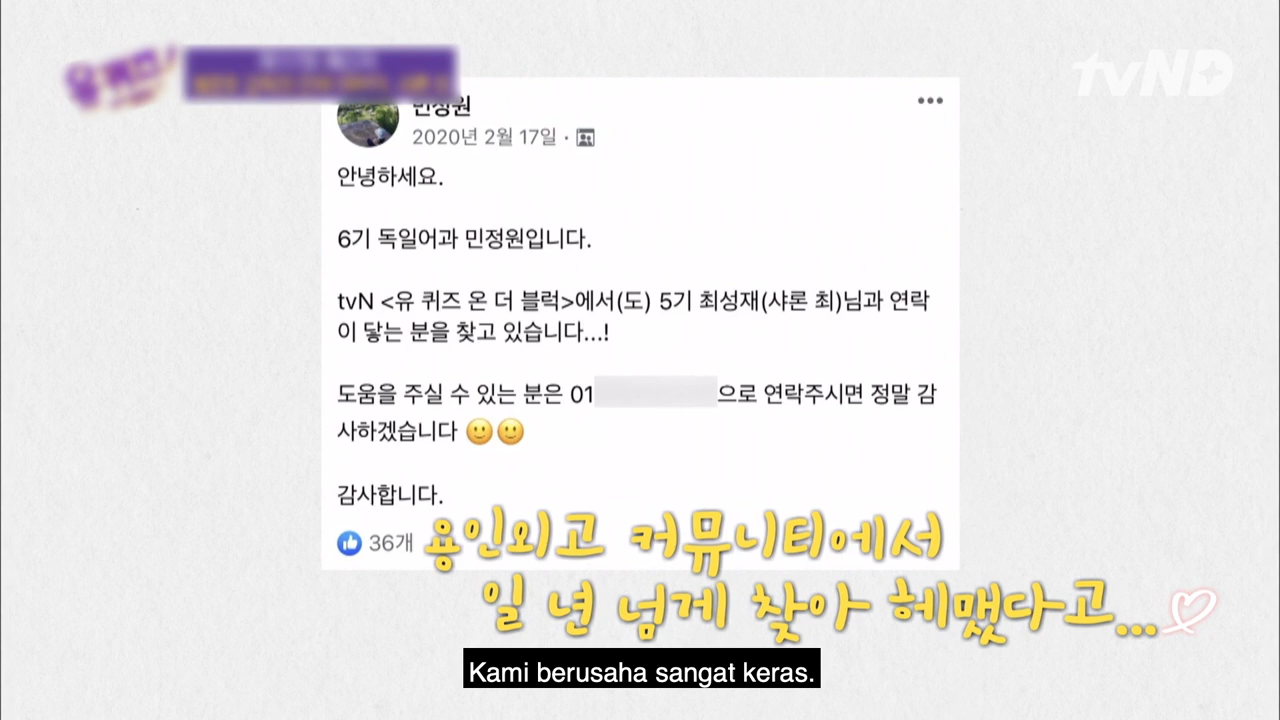 tvND
민정원
2020년 2월 17일 ·
안녕하세요.
6기 독일어과 민정원입니다.
tvN <유 퀴즈 온 더 블럭>에서(도) 5기 최성재(샤론 최)님과 연락
이 닿는 분을 찾고 있습니다...!
도움을 주실 수 있는 분은 01
으로 연락주시면 정말 감
사하겠습니다
감사합니다.
36개
용인외고 커뮤니티에서
일 년 넘게 찾아 헤맸다고...
Kami berusaha sangat keras.